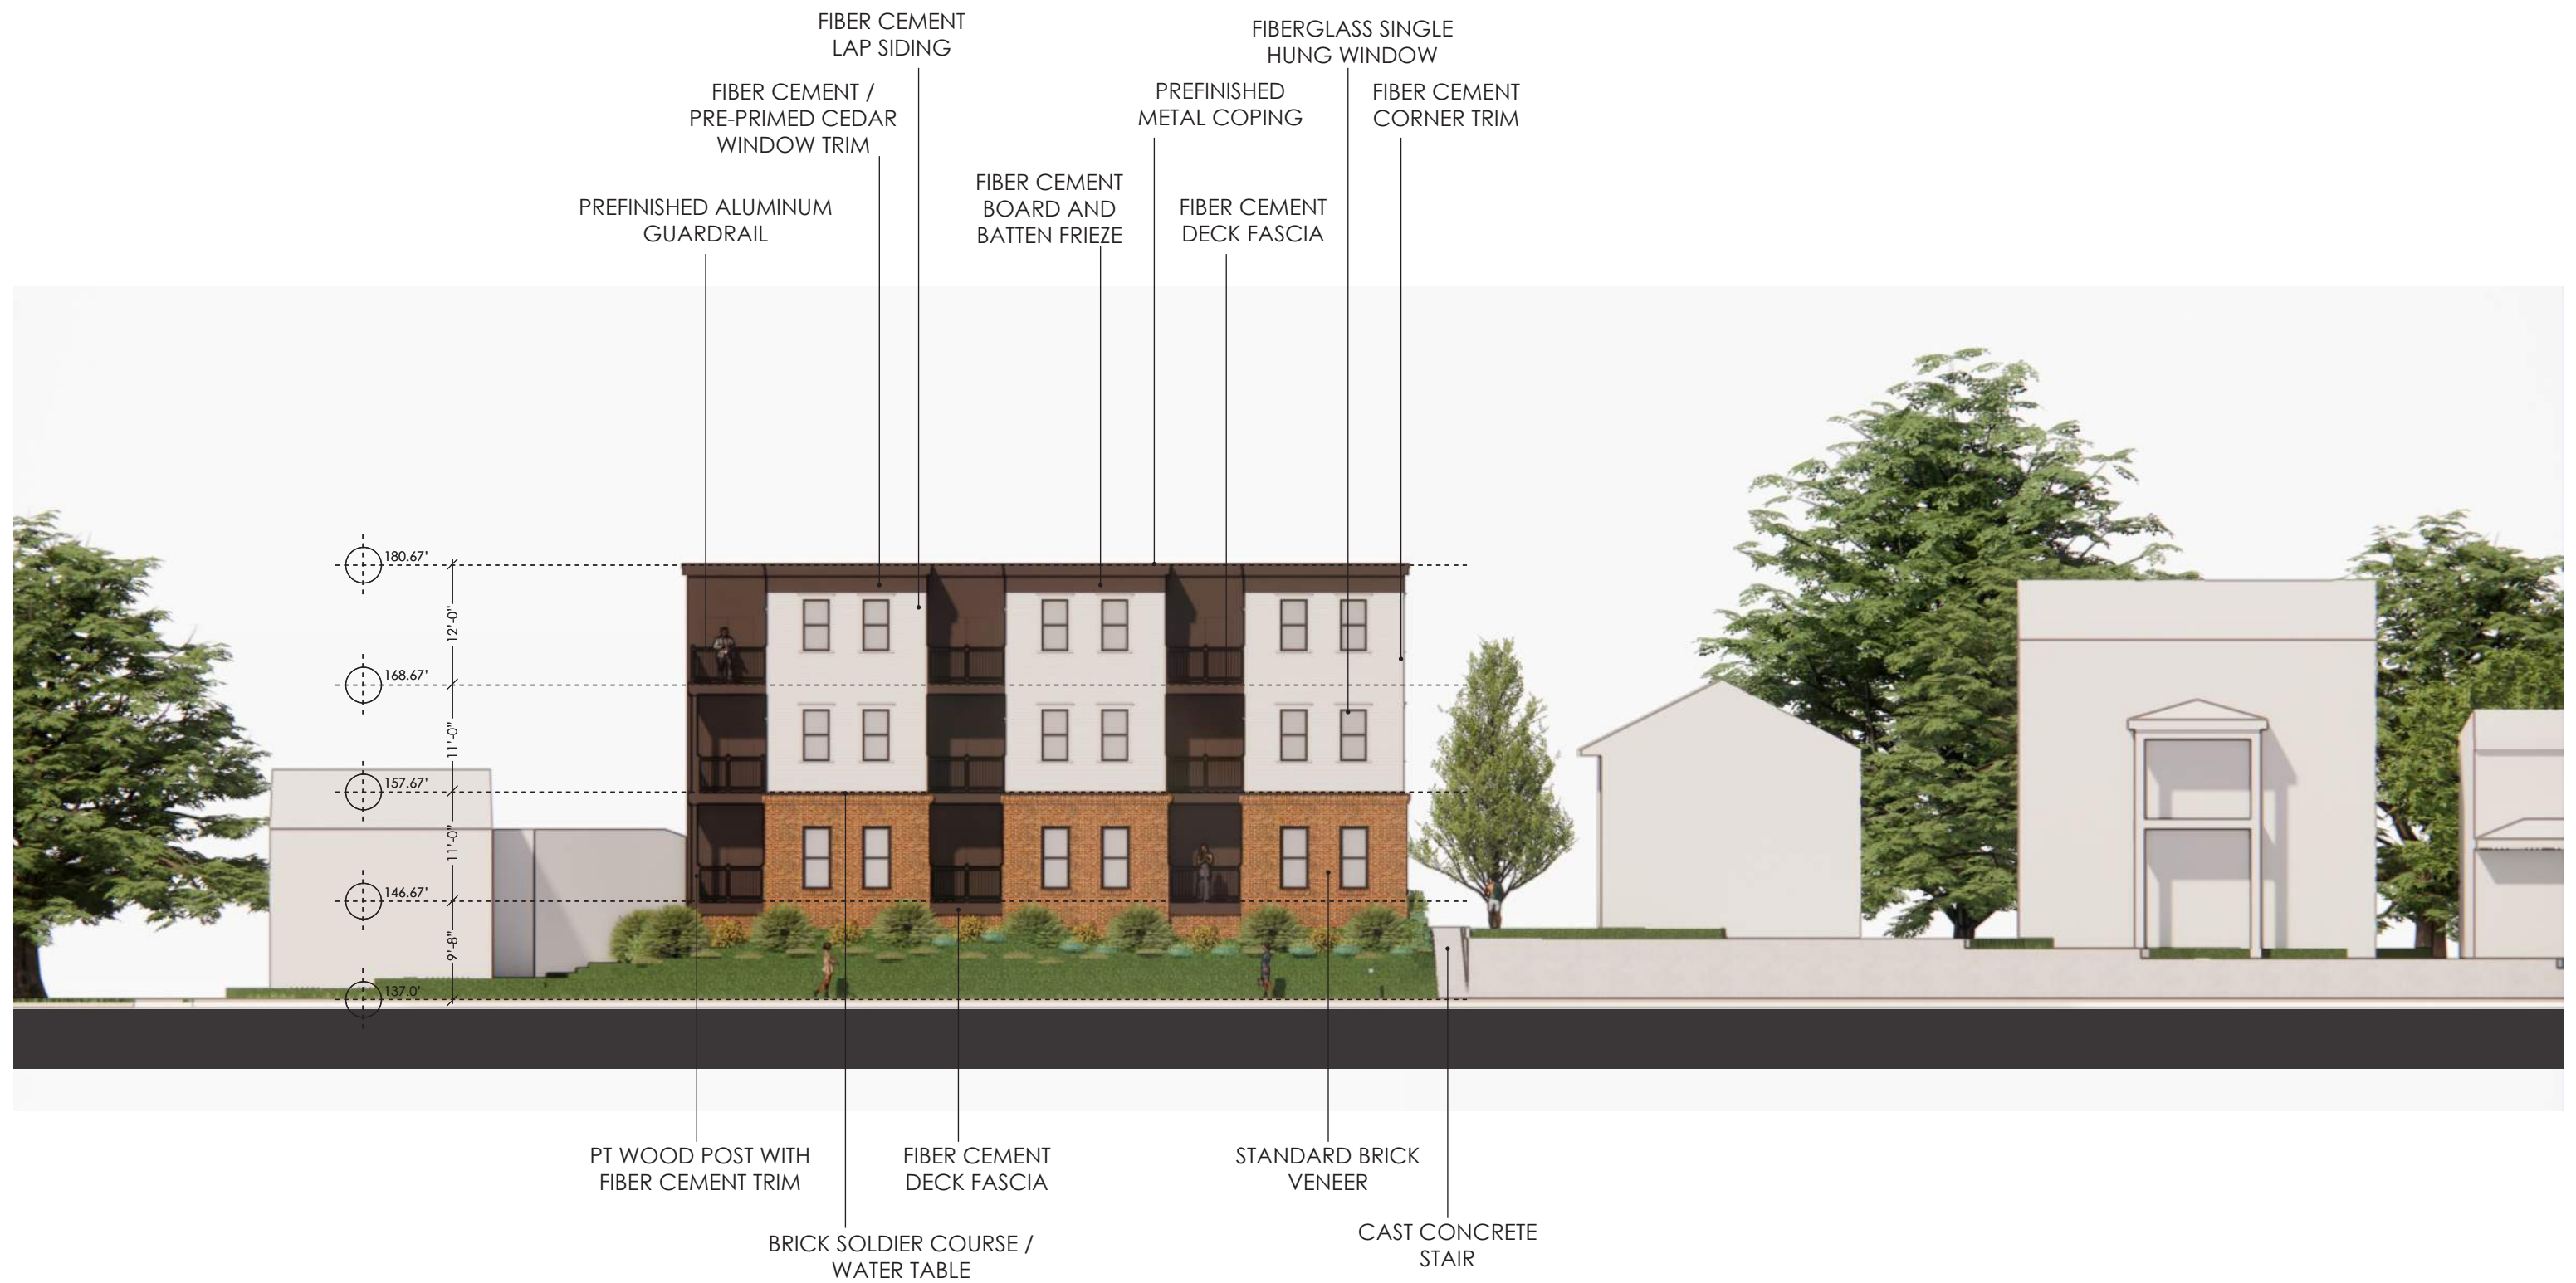 FIBER CEMENT
LAP SIDING
FIBERGLASS SINGLE
HUNG WINDOW
FIBER CEMENT /
PRE-PRIMED CEDAR
WINDOW TRIM
PREFINISHED
METAL COPING
FIBER CEMENT
CORNER TRIM
PREFINISHED ALUMINUM
GUARDRAIL
FIBER CEMENT
BOARD AND
BATTEN FRIEZE
FIBER CEMENT
DECK FASCIA
180.67'
12'-0"
168.67'
11'-0"
157.67'
11'-0"
146.67'
9'-8"
137.0'
PT WOOD POST WITH
FIBER CEMENT TRIM
FIBER CEMENT
DECK FASCIA
STANDARD BRICK
VENEER
BRICK SOLDIER COURSE /
WATER TABLE
CAST CONCRETE
STAIR